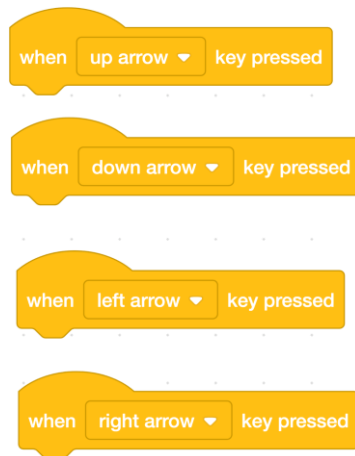 when up arrow key pressed
when down arrow key pressed
when left arrow key pressed
when right arrow key pressed